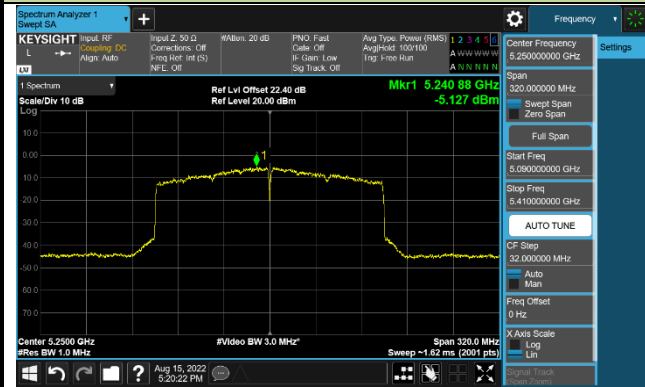 Spectrum Analyzer 1
Swept SA
+
Frequency
KEYSIGHT
L
LXI
Input: RF
Coupling: DC
Align: Auto
Input Z: 50 Ω
Corrections: Off
Freq Ref: Int (S)
NFE: Off
#Atten: 20 dB
PNO: Fast
Gate: Off
IF Gain: Low
Sig Track: Off
Avg Type: Power (RMS)
Avg|Hold: 100/100
Trig: Free Run
1 2 3 4 5 6
A W W W W W
A N N N N N
1 Spectrum
Scale/Div 10 dB
Log
Ref Lvl Offset 22.40 dB
Ref Level 20.00 dBm
Mkr1 5.240 88 GHz
-5.127 dBm
1
10.0
0.00
-10.0
-20.0
-30.0
-40.0
-50.0
-60.0
-70.0
Center 5.2500 GHz
#Res BW 1.0 MHz
#Video BW 3.0 MHz*
Span 320.0 MHz
Sweep ~1.62 ms (2001 pts)
?
Aug 15, 2022
5:20:22 PM
Center Frequency
5.250000000 GHz
Settings
Span
320.000000 MHz
Swept Span
Zero Span
Full Span
Start Freq
5.090000000 GHz
Stop Freq
5.410000000 GHz
AUTO TUNE
CF Step
32.000000 MHz
Auto
Man
Freq Offset
0 Hz
X Axis Scale
Log
Lin
Signal Track
(Span Zoom)